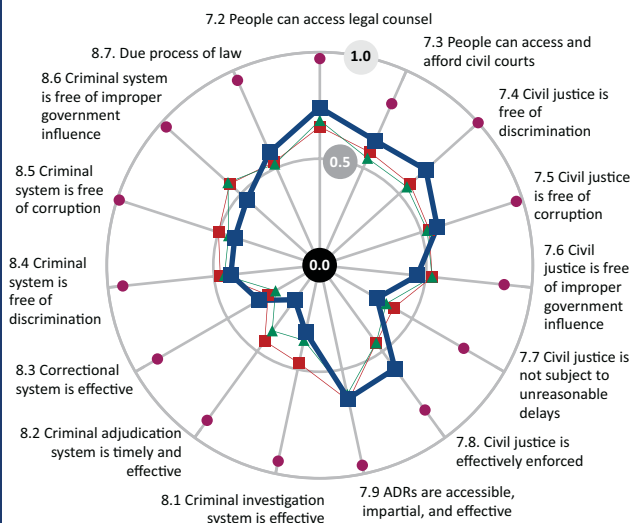 7.2 People can access legal counsel
1.0
7.3 People can access and
afford civil courts
7.4 Civil justice is
free of
discrimination
7.5 Civil justice
is free of
corruption
7.6 Civil
justice is free
of improper
government
influence
7.7 Civil justice is
not subject to
unreasonable
delays
7.8. Civil justice is
effectively enforced
7.9 ADRs are accessible,
impartial, and effective
8.1 Criminal investigation
system is effective
8.2 Criminal adjudication
system is timely and
effective
8.3 Correctional
system is effective
8.4 Criminal
system is
free of
discrimination
8.5 Criminal
system is free
of corruption
8.6 Criminal system
is free of improper
government
influence
8.7. Due process of law
0.5
0.0